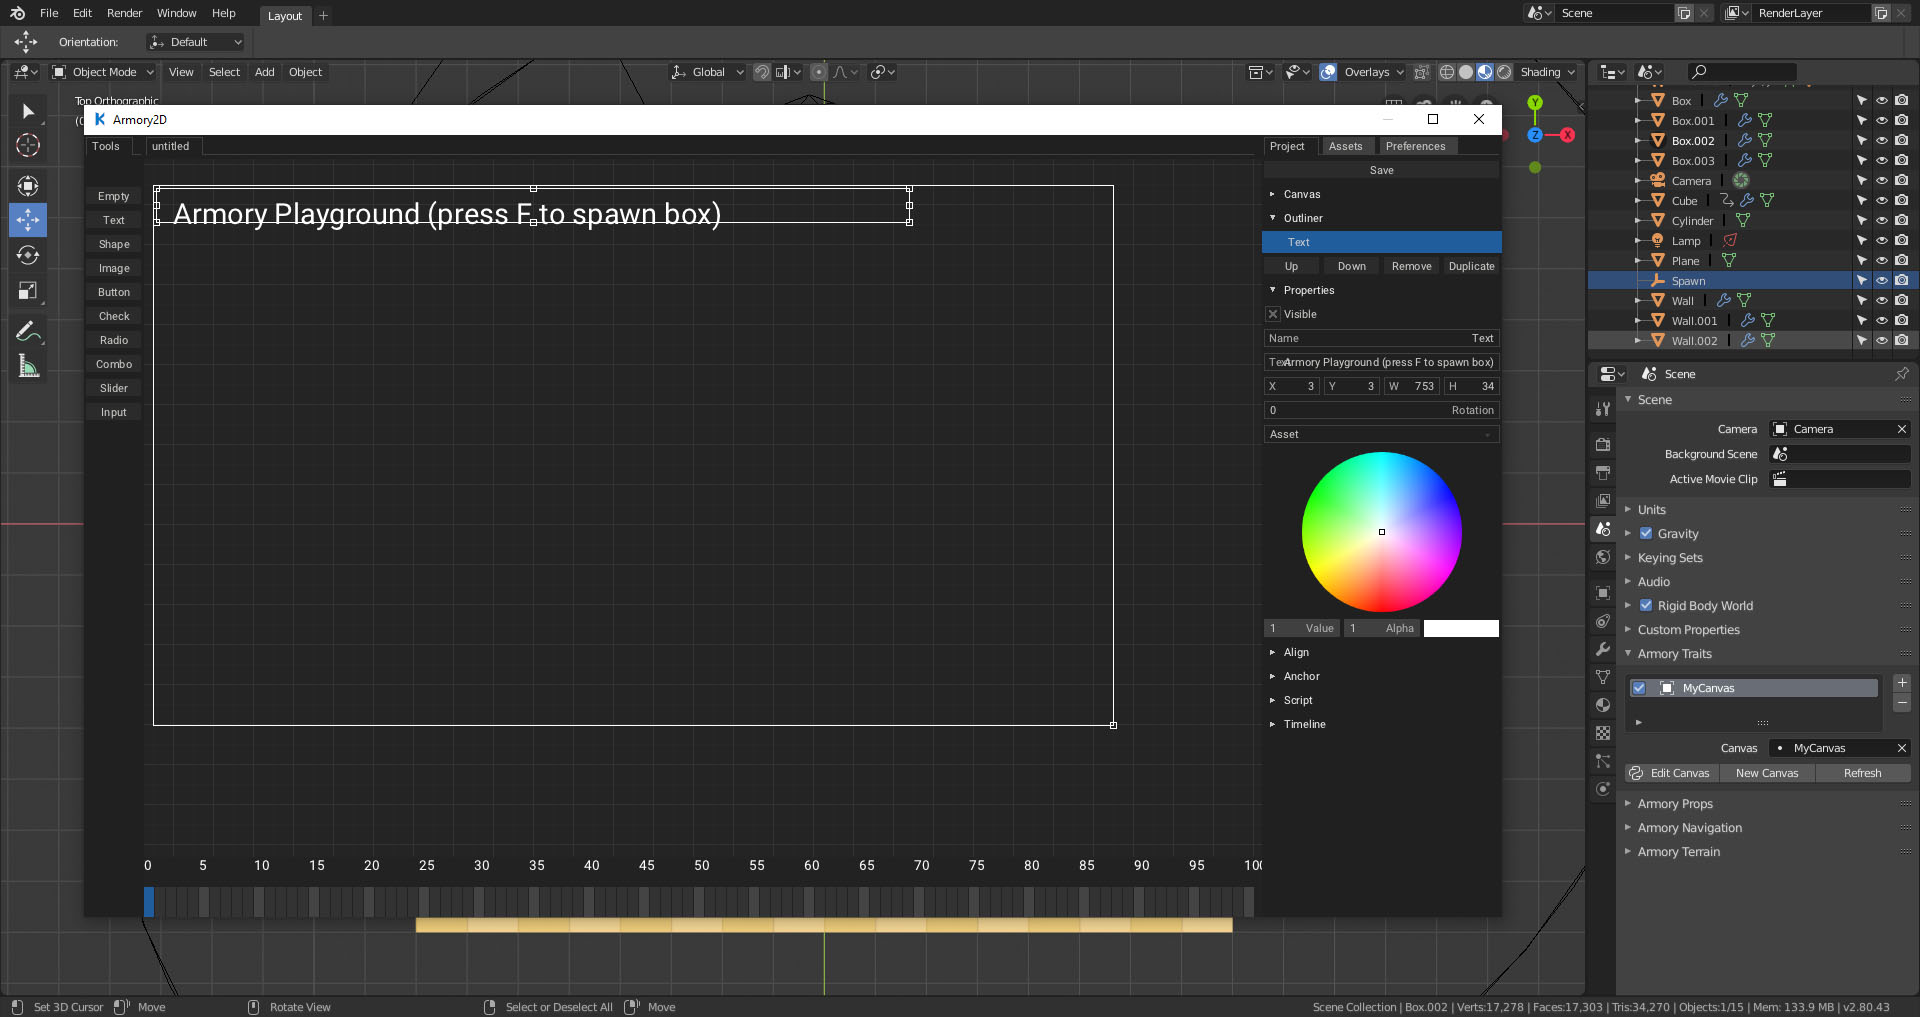 File Edit Render Window Help Layout + Scene RenderLayer
Orientation: Default
Object Mode View Select Add Object Global Overlays Shading
Top Orthographic
Armory2D
Tools untitled
Project Assets Preferences
Save
Canvas
Outliner
Text
Up Down Remove Duplicate
Properties
Visible
Name Text
Text Armory Playground (press F to spawn box)
X 3 Y 3 W 753 H 34
0 Rotation
Asset
1 Value 1 Alpha
Align
Anchor
Script
Timeline
Empty
Text
Shape
Image
Button
Check
Radio
Combo
Slider
Input
Armory Playground (press F to spawn box)
0 5 10 15 20 25 30 35 40 45 50 55 60 65 70 75 80 85 90 95 100
Y
Z X
Box
Box.001
Box.002
Box.003
Camera
Cube
Cylinder
Lamp
Plane
Spawn
Wall
Wall.001
Wall.002
Scene
Scene
Camera Camera
Background Scene
Active Movie Clip
Units
Gravity
Keying Sets
Audio
Rigid Body World
Custom Properties
Armory Traits
MyCanvas
Canvas MyCanvas
Edit Canvas New Canvas Refresh
Armory Props
Armory Navigation
Armory Terrain
Set 3D Cursor Move Rotate View Select or Deselect All Move
Scene Collection | Box.002 | Verts:17,278 | Faces:17,303 | Tris:34,270 | Objects:1/15 | Mem: 133.9 MB | v2.80.43